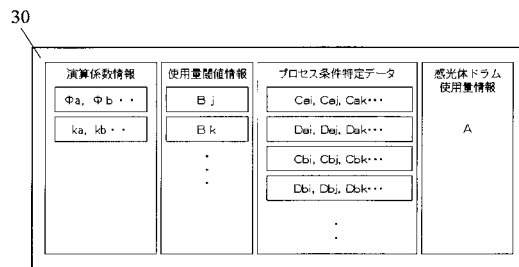 30
演算係数情報
Φa, Φb・・
ka, kb・・
使用量閾値情報
Bj
Bk
プロセス条件特定データ
Cai, Caj, Cak・・・
Dai, Daj, Dak・・・
Cbi, Cbj, Cbk・・・
Dbi, Dbj, Dbk・・・
感光体ドラム
使用量情報
A